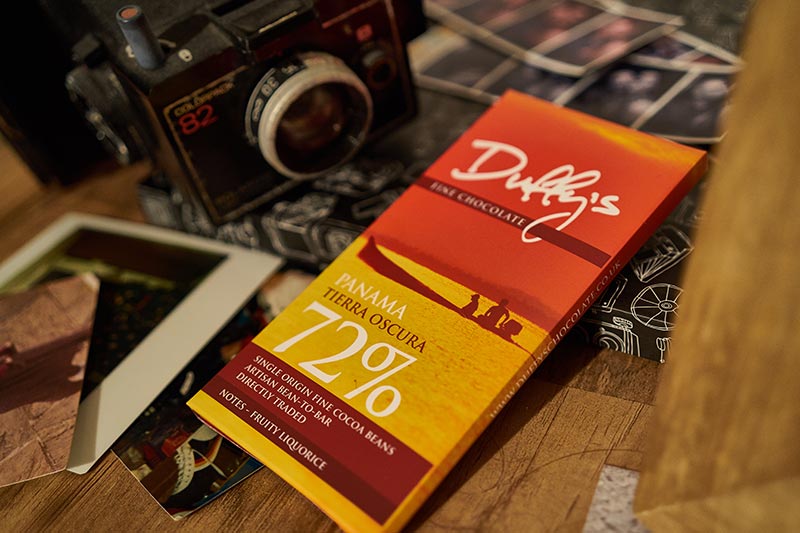 COLORPACK
82
Duffy's
FINE CHOCOLATE
PANAMA
TIERRA OSCURA
72%
SINGLE ORIGIN FINE COCOA BEANS
ARTISAN BEAN-TO-BAR
DIRECTLY TRADED
NOTES - FRUITY LIQUORICE
WWW.DUFFYSCHOCOLATE.CO.UK